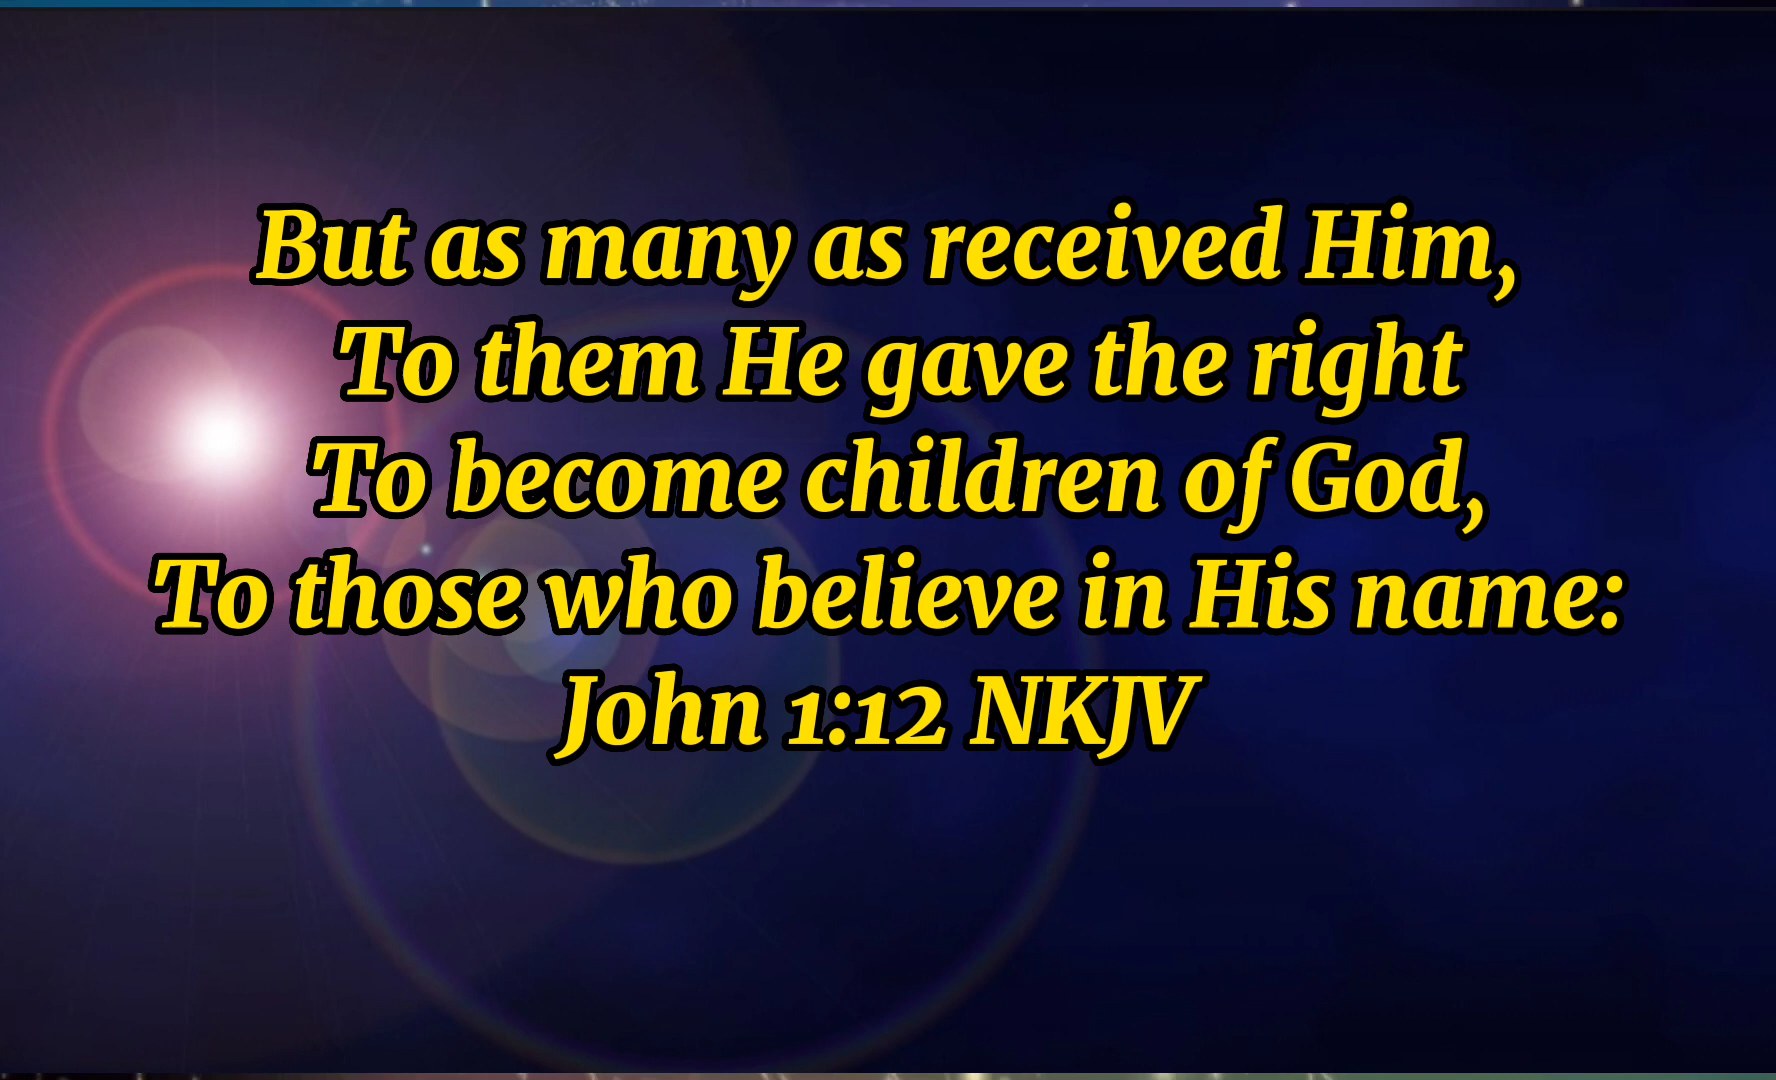 But as many as received Him,
To them He gave the right
To become children of God,
To those who believe in His name:
John 1:12 NKJV